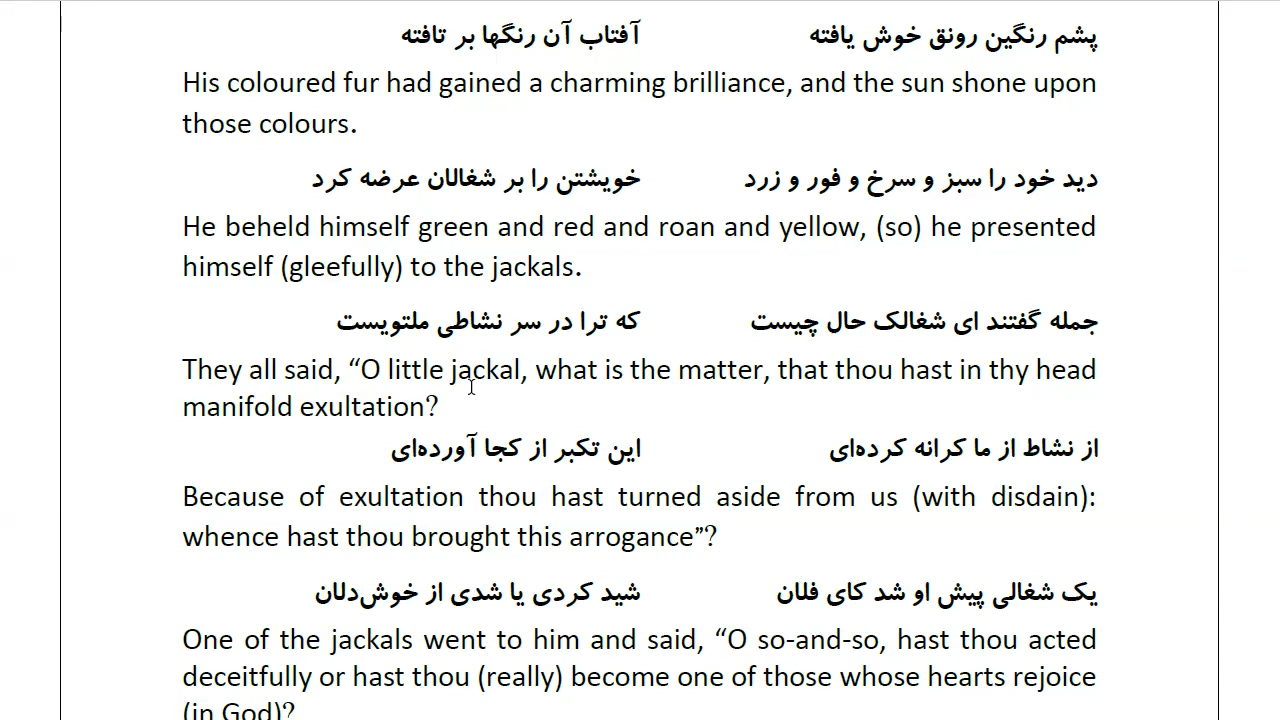 پشم رنگین رونق خوش یافته آفتاب آن رنگها بر تافته
His coloured fur had gained a charming brilliance, and the sun shone upon
those colours.
دید خود را سبز و سرخ و فور و زرد خویشتن را بر شغالان عرضه کرد
He beheld himself green and red and roan and yellow, (so) he presented
himself (gleefully) to the jackals.
جمله گفتند ای شغالک حال چیست که ترا در سر نشاطی ملتویست
They all said, “O little jackal, what is the matter, that thou hast in thy head
manifold exultation?
از نشاط از ما کرانه کرده‌ای این تکبر از کجا آورده‌ای
Because of exultation thou hast turned aside from us (with disdain):
whence hast thou brought this arrogance”?
یک شغالی پیش او شد کای فلان شید کردی یا شدی از خوش‌دلان
One of the jackals went to him and said, “O so-and-so, hast thou acted
deceitfully or hast thou (really) become one of those whose hearts rejoice
(in God)?